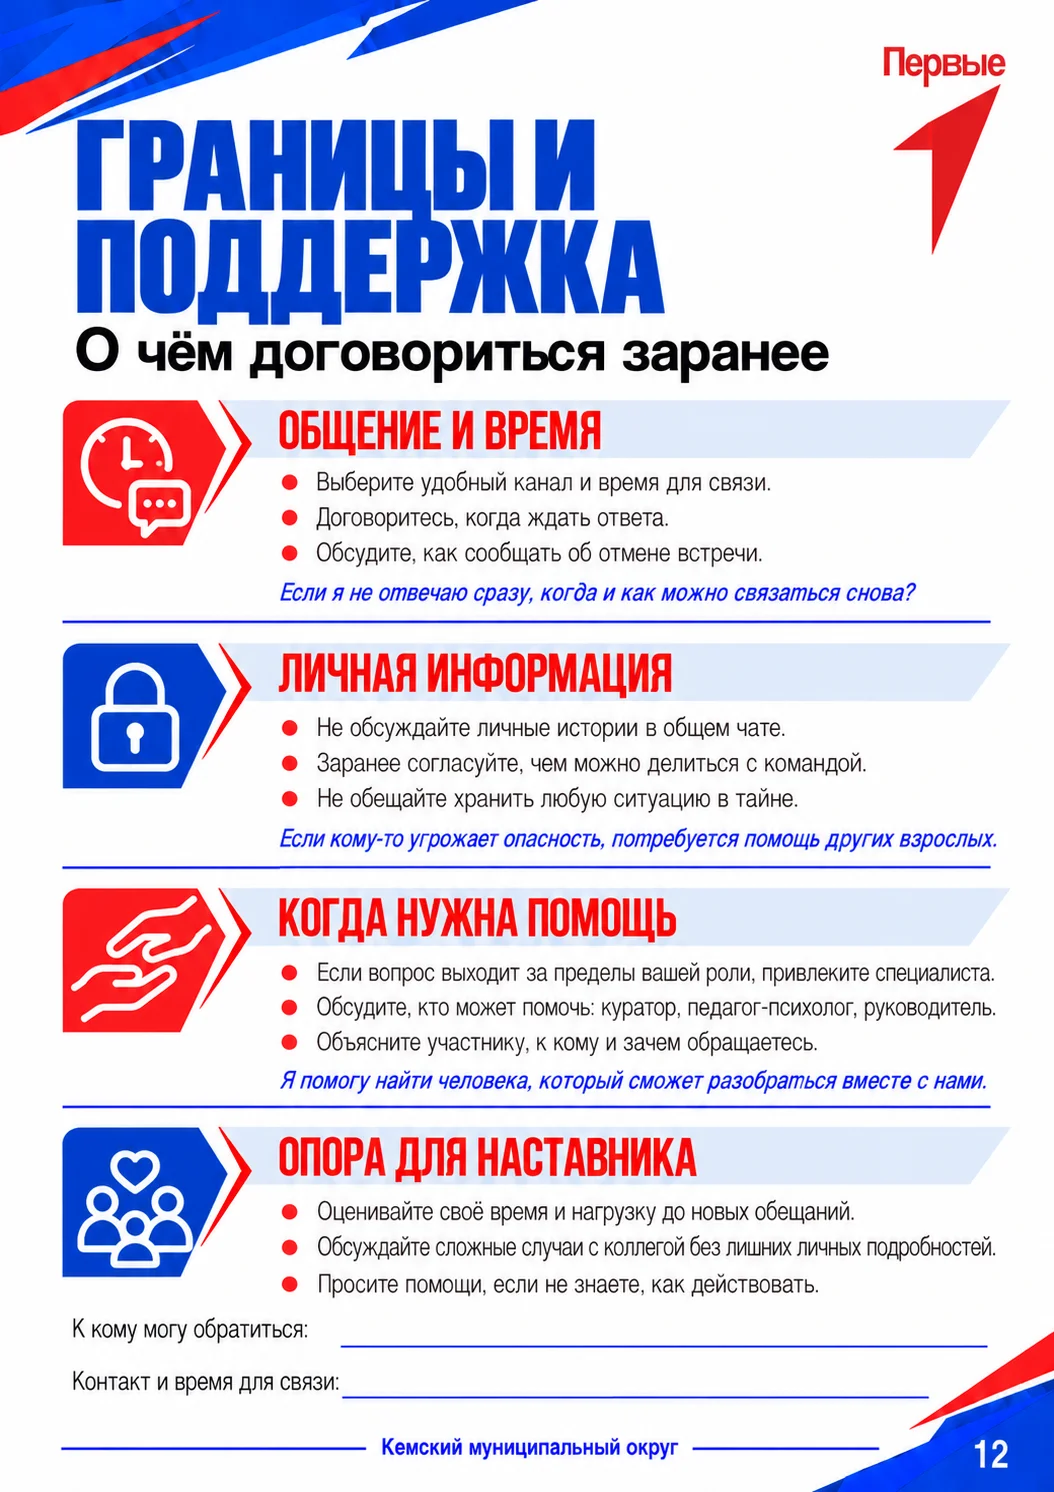 Первые
ГРАНИЦЫ И
ПОДДЕРЖКА
О чём договориться заранее
ОБЩЕНИЕ И ВРЕМЯ
Выберите удобный канал и время для связи.
Договоритесь, когда ждать ответа.
Обсудите, как сообщать об отмене встречи.
Если я не отвечаю сразу, когда и как можно связаться снова?
ЛИЧНАЯ ИНФОРМАЦИЯ
Не обсуждайте личные истории в общем чате.
Заранее согласуйте, чем можно делиться с командой.
Не обещайте хранить любую ситуацию в тайне.
Если кому-то угрожает опасность, потребуется помощь других взрослых.
КОГДА НУЖНА ПОМОЩЬ
Если вопрос выходит за пределы вашей роли, привлеките специалиста.
Обсудите, кто может помочь: куратор, педагог-психолог, руководитель.
Объясните участнику, к кому и зачем обращаетесь.
Я помогу найти человека, который сможет разобраться вместе с нами.
ОПОРА ДЛЯ НАСТАВНИКА
Оценивайте своё время и нагрузку до новых обещаний.
Обсуждайте сложные случаи с коллегой без лишних личных подробностей.
Просите помощи, если не знаете, как действовать.
К кому могу обратиться:
Контакт и время для связи:
Кемский муниципальный округ
12